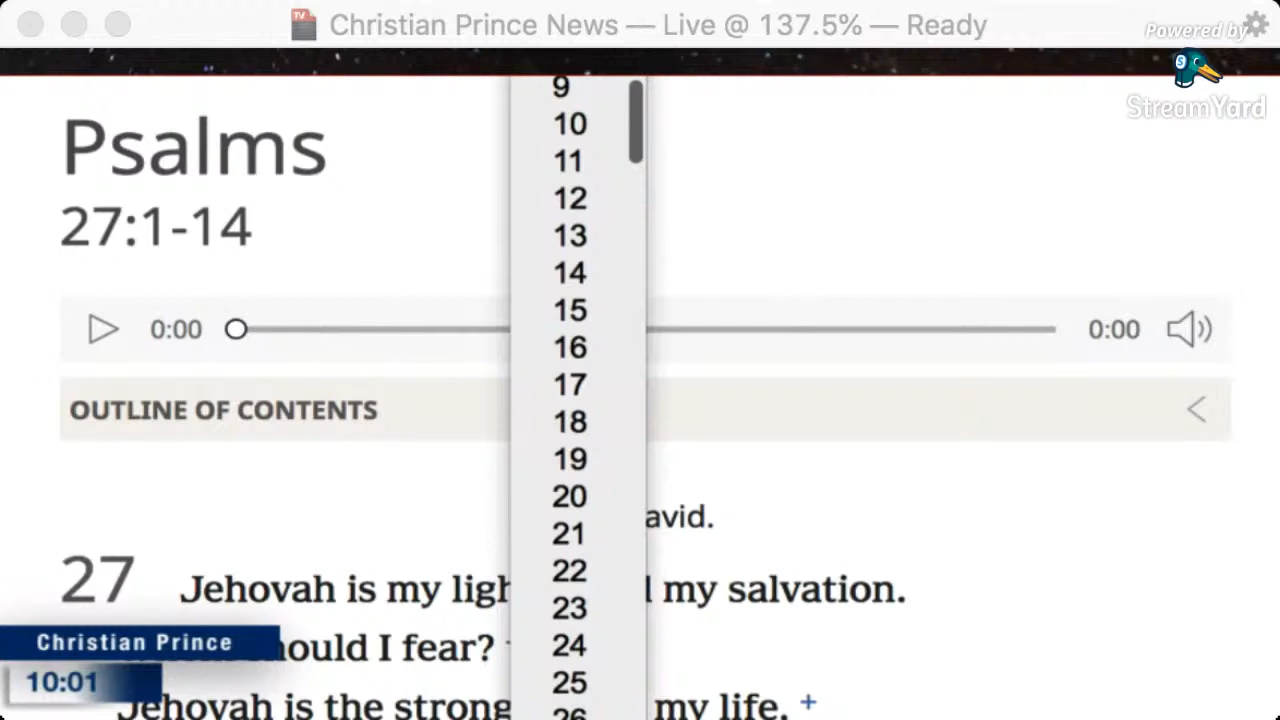 Christian Prince News — Live @ 137.5% — Ready
Powered by
StreamYard
Psalms
27:1-14
0:00
0:00
OUTLINE OF CONTENTS
9
10
11
12
13
14
15
16
17
18
19
20
21
22
23
24
25
26
avid.
27 Jehovah is my ligh my salvation.
hould I fear?
Jehovah is the strong my life. +
Christian Prince
10:01